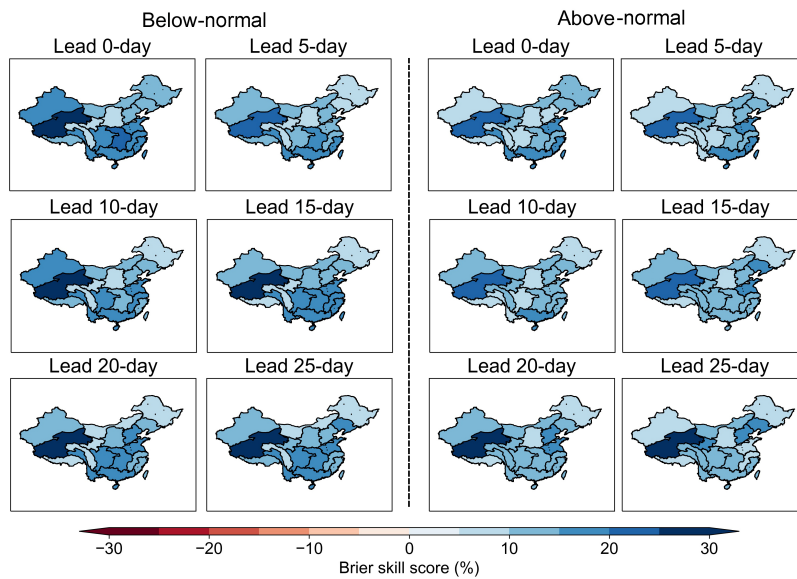 Below-normal
Above-normal
Lead 0-day
Lead 5-day
Lead 0-day
Lead 5-day
Lead 10-day
Lead 15-day
Lead 10-day
Lead 15-day
Lead 20-day
Lead 25-day
Lead 20-day
Lead 25-day
−30
−20
−10
0
10
20
30
Brier skill score (%)